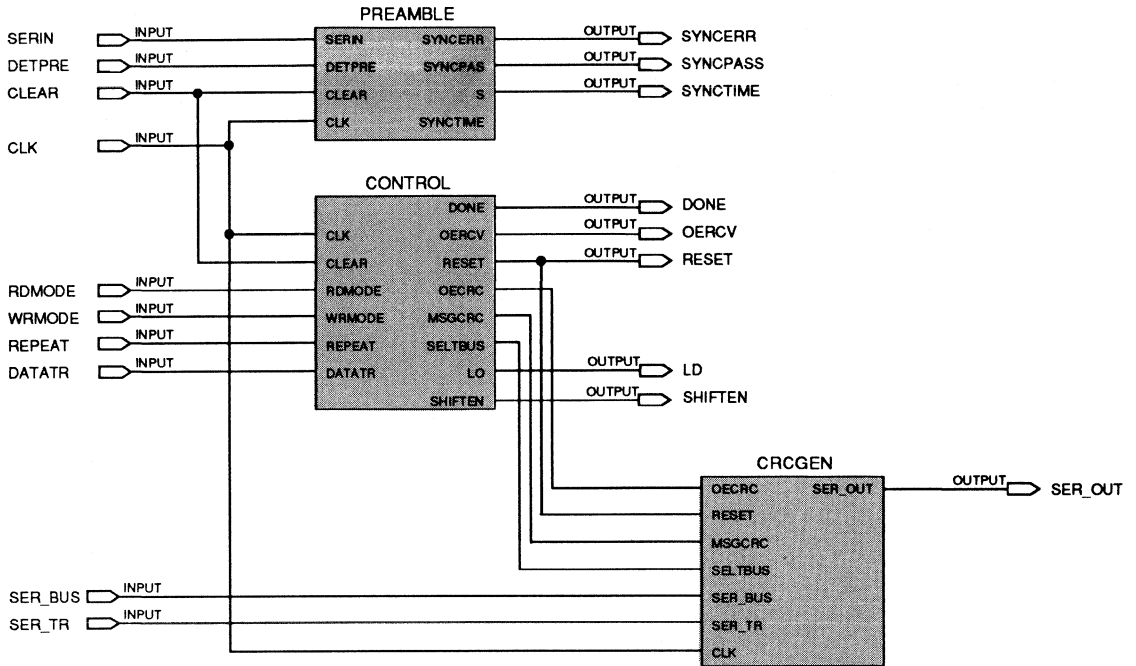 PREAMBLE
SERIN INPUT SERIN SYNCERR OUTPUT SYNCERR
DETPRE INPUT DETPRE SYNCPAS OUTPUT SYNCPASS
CLEAR INPUT CLEAR S OUTPUT SYNCTIME
CLK INPUT CLK SYNCTIME
CONTROL
DONE OUTPUT DONE
CLK OERCV OUTPUT OERCV
CLEAR RESET OUTPUT RESET
RDMODE INPUT RDMODE OECRC
WRMODE INPUT WRMODE MSGCRC
REPEAT INPUT REPEAT SELTBUS
DATATR INPUT DATATR LO OUTPUT LD
SHIFTEN OUTPUT SHIFTEN
CRCGEN
OECRC SER_OUT OUTPUT SER_OUT
RESET
MSGCRC
SELTBUS
SER_BUS INPUT SER_BUS
SER_TR INPUT SER_TR
CLK